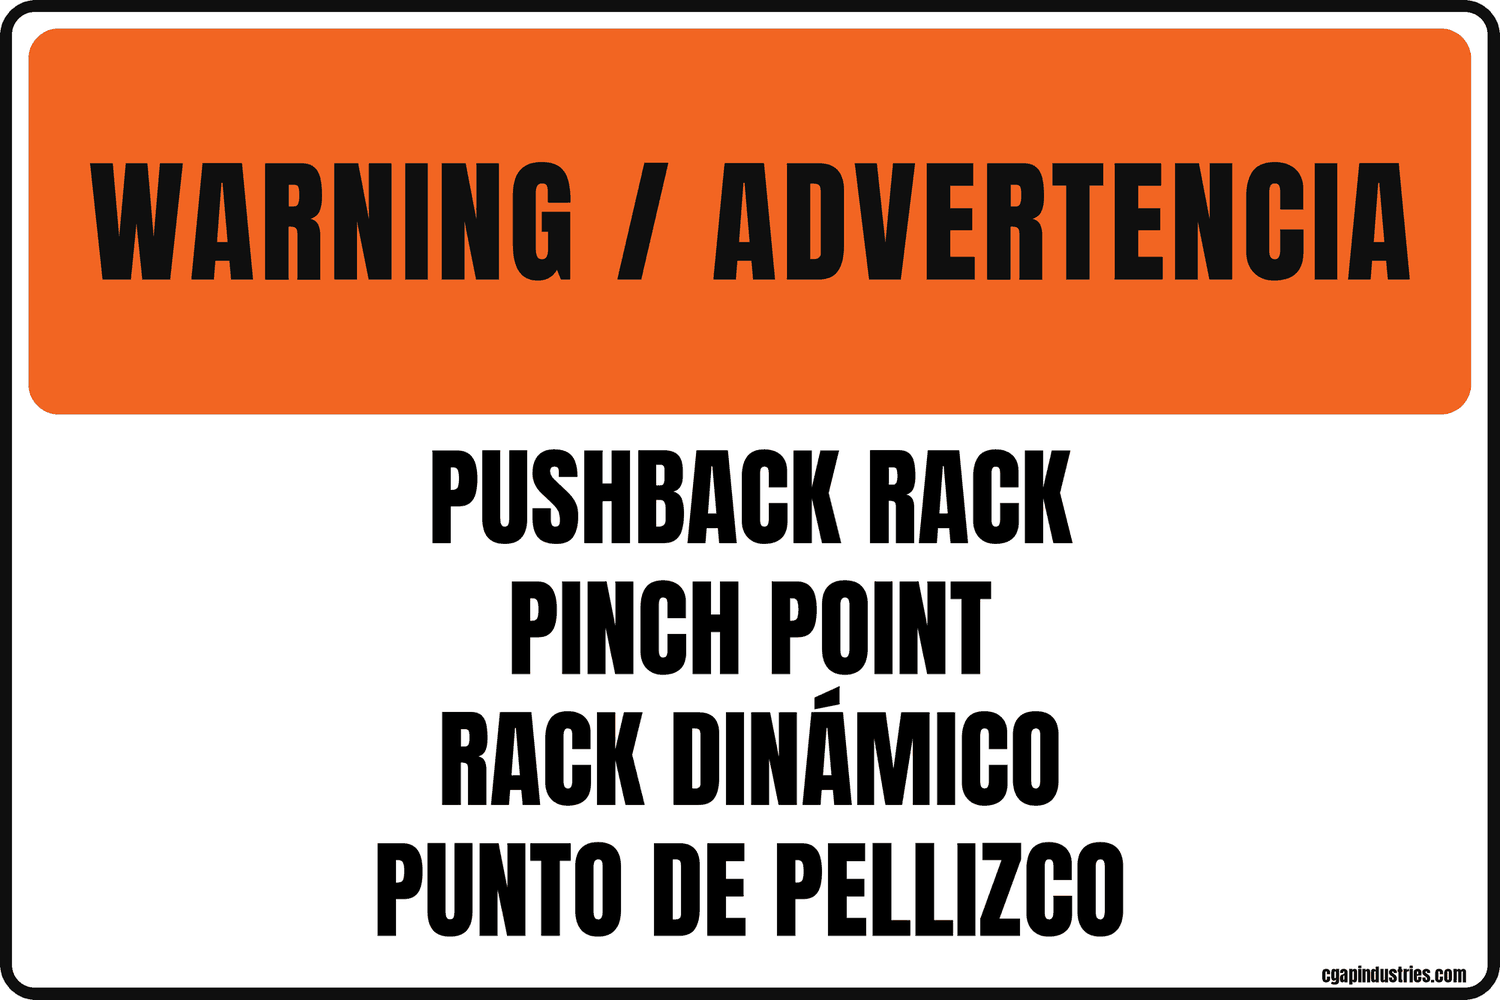 WARNING / ADVERTENCIA
PUSHBACK RACK
PINCH POINT
RACK DINÁMICO
PUNTO DE PELLIZCO
cgapindustries.com